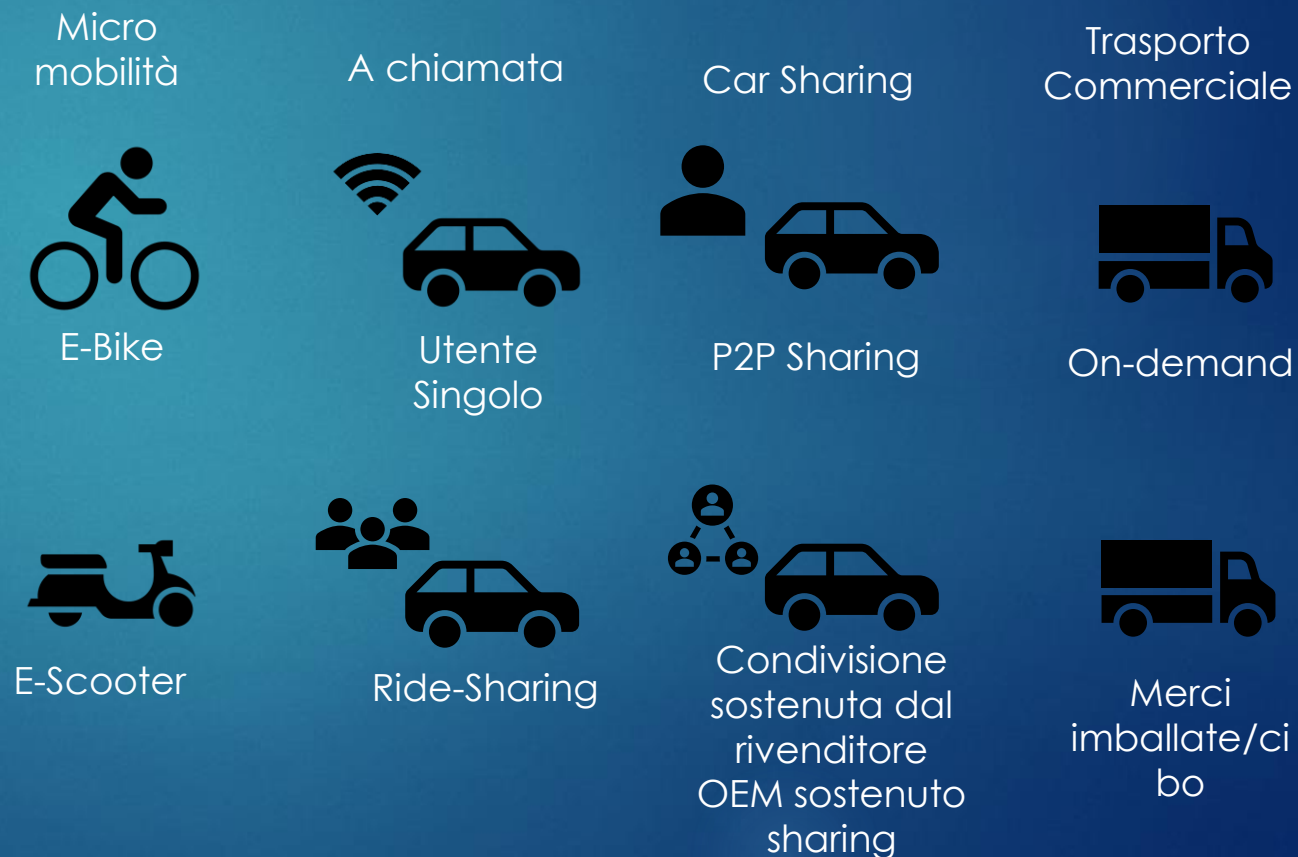 Micro
mobilità
A chiamata
Car Sharing
Trasporto
Commerciale
E-Bike
Utente
Singolo
P2P Sharing
On-demand
E-Scooter
Ride-Sharing
Condivisione
sostenuta dal
rivenditore
OEM sostenuto
sharing
Merci
imballate/ci
bo